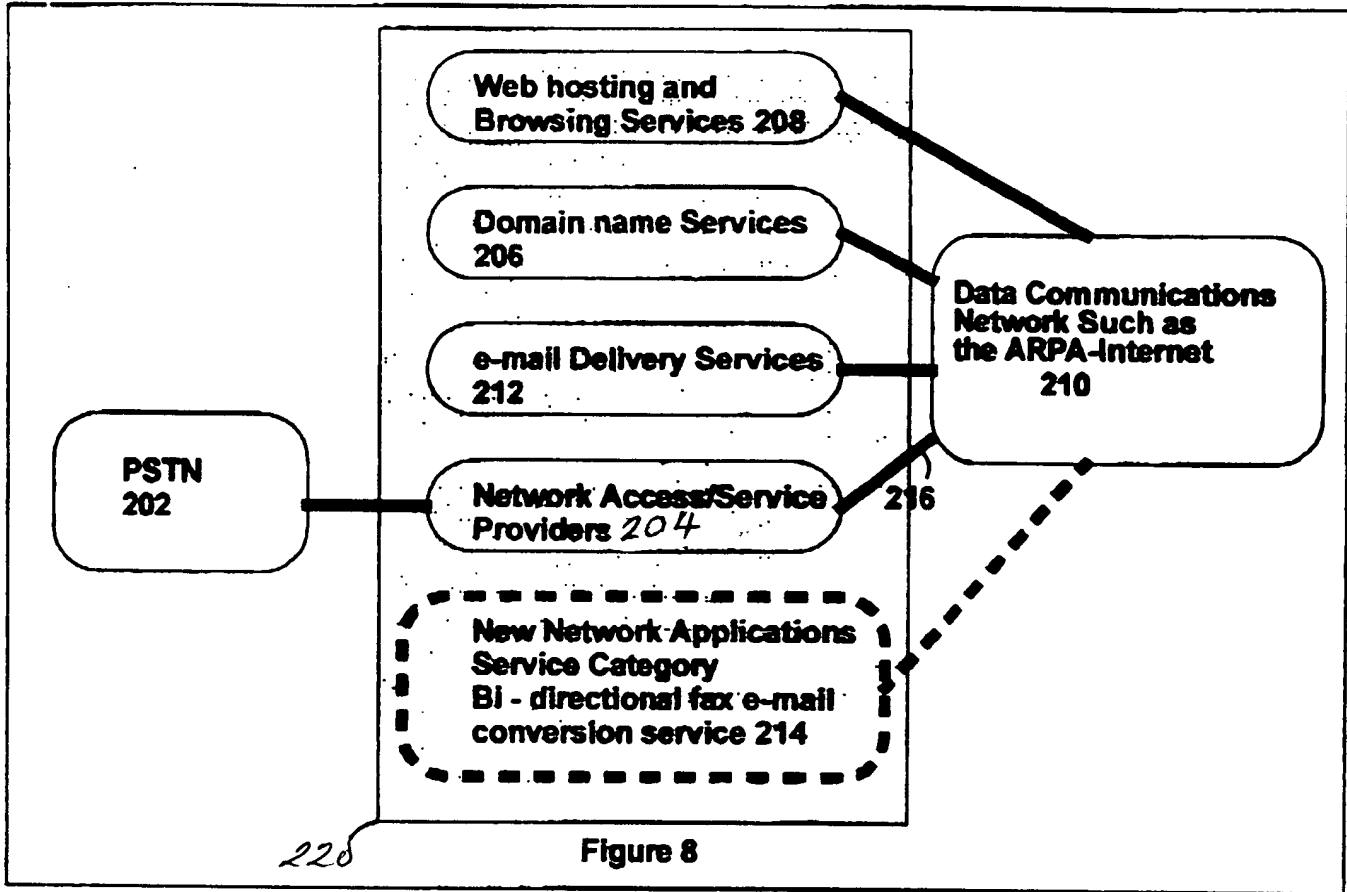 Web hosting and
Browsing Services 208
Domain name Services
206
e-mail Delivery Services
212
Data Communications
Network Such as
the ARPA-Internet
210
PSTN
202
Network Access/Service
Providers 204
216
New Network Applications
Service Category
Bi - directional fax e-mail
conversion service 214
220
Figure 8